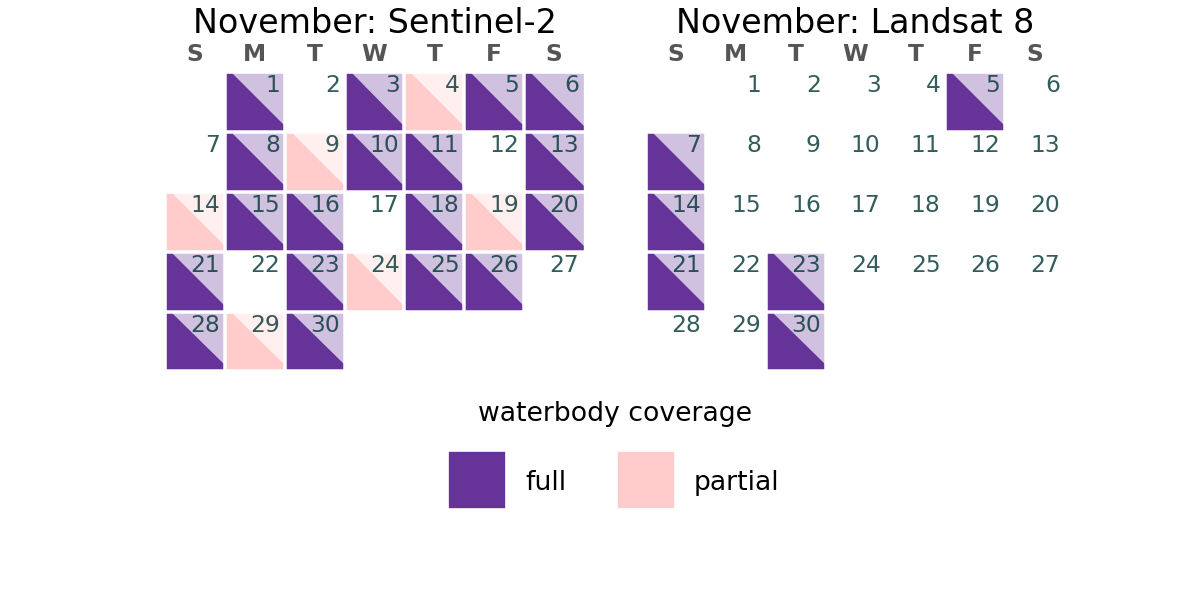 November: Sentinel-2
S M T W T F S
1 2 3 4 5 6
7 8 9 10 11 12 13
14 15 16 17 18 19 20
21 22 23 24 25 26 27
28 29 30
November: Landsat 8
S M T W T F S
1 2 3 4 5 6
7 8 9 10 11 12 13
14 15 16 17 18 19 20
21 22 23 24 25 26 27
28 29 30
waterbody coverage
full partial